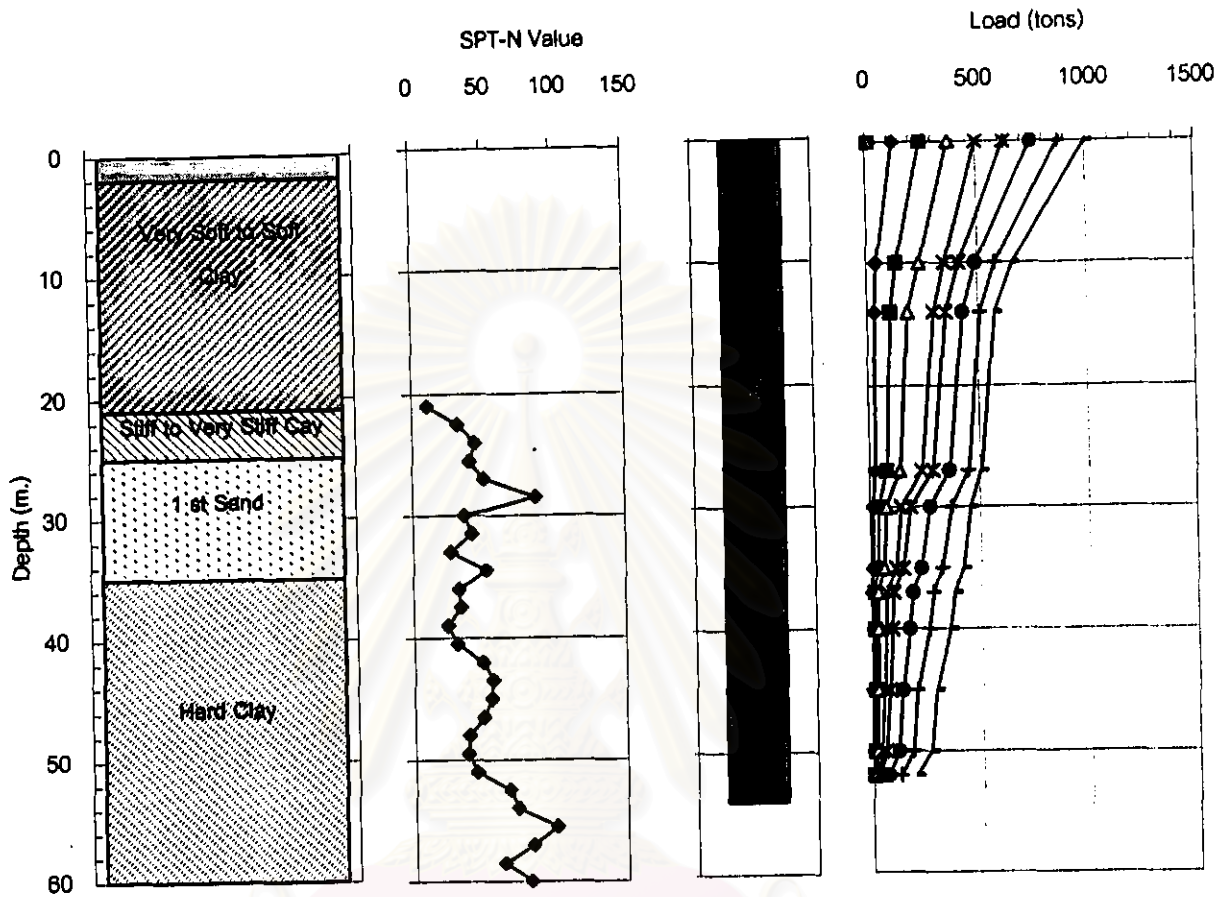 Load (tons)
SPT-N Value
0 500 1000 1500
0 50 100 150
0
Very Stiff to Soft
Clay
10
20
Stiff to Very Stiff Cay
Depth (m.)
1 st Sand
30
40
Hard Clay
50
60